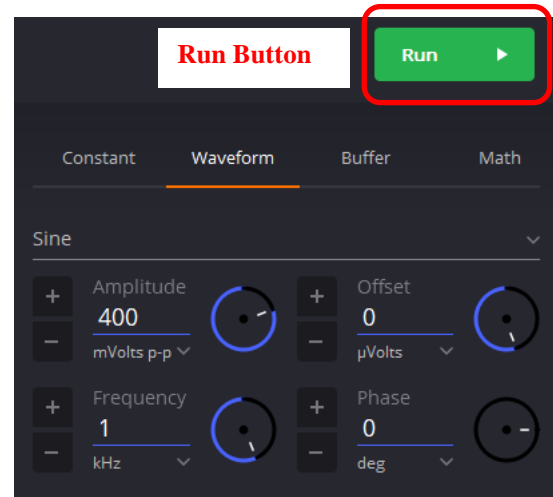 Run Button
Run
Constant Waveform Buffer Math
Sine
+ Amplitude + Offset
400 0
- mVolts p-p - µVolts
+ Frequency + Phase
1 0
- kHz - deg